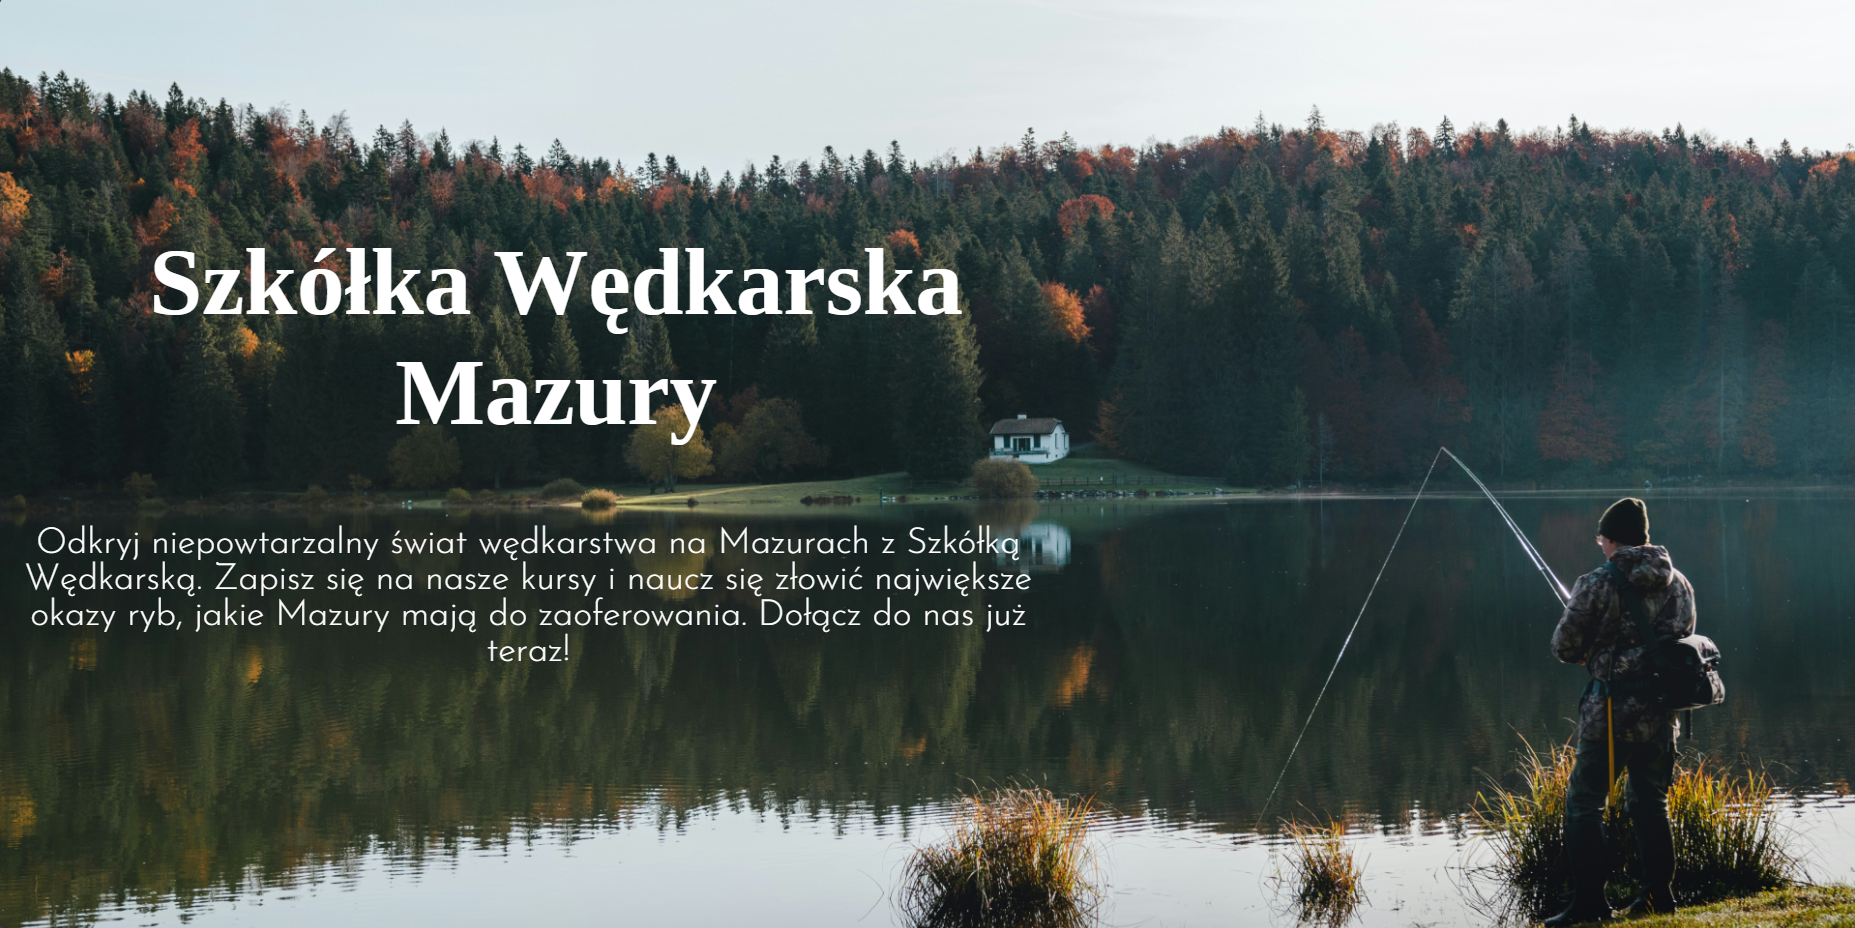 Szkółka Wędkarska
Mazury
Odkryj niepowtarzalny świat wędkarstwa na Mazurach z Szkółką
Wędkarską. Zapisz się na nasze kursy i naucz się złowić największe
okazy ryb, jakie Mazury mają do zaoferowania. Dołącz do nas już
teraz!